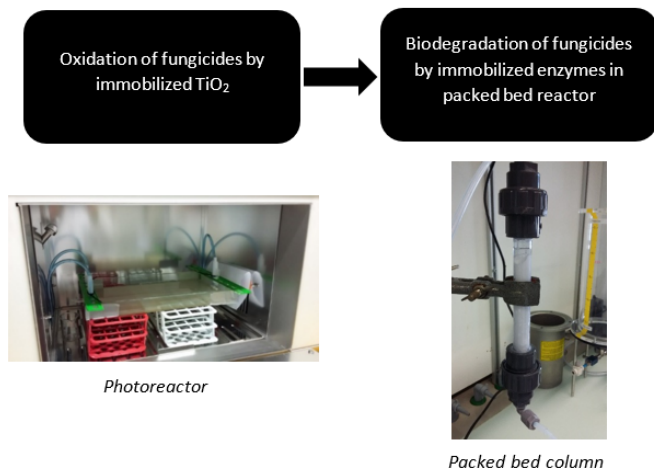 Oxidation of fungicides by
immobilized TiO₂
Biodegradation of fungicides
by immobilized enzymes in
packed bed reactor
Photoreactor
Packed bed column